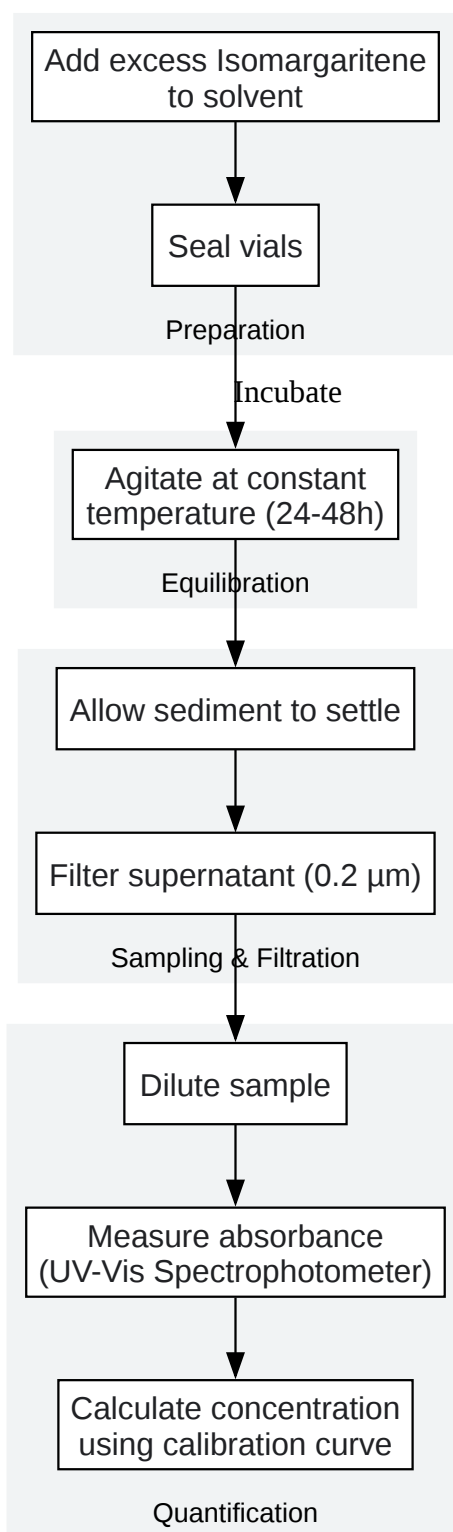 Add excess Isomargaritene
to solvent
Seal vials
Preparation
Incubate
Agitate at constant
temperature (24-48h)
Equilibration
Allow sediment to settle
Filter supernatant (0.2 µm)
Sampling & Filtration
Dilute sample
Measure absorbance
(UV-Vis Spectrophotometer)
Calculate concentration
using calibration curve
Quantification